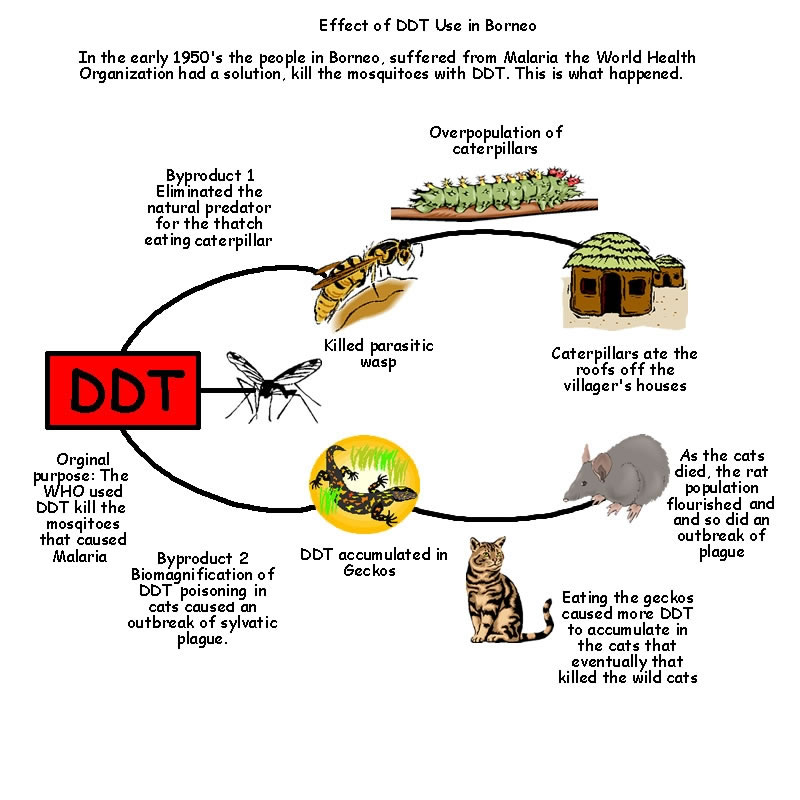 Effect of DDT Use in Borneo
In the early 1950's the people in Borneo, suffered from Malaria the World Health
Organization had a solution, kill the mosquitoes with DDT. This is what happened.
Overpopulation of
caterpillars
Byproduct 1
Eliminated the
natural predator
for the thatch
eating caterpillar
Killed parasitic
wasp
Caterpillars ate the
roofs off the
villager's houses
DDT
Orginal
purpose: The
WHO used
DDT kill the
mosqitoes
that caused
Malaria
Byproduct 2
Biomagnification of
DDT poisoning in
cats caused an
outbreak of sylvatic
plague.
DDT accumulated in
Geckos
As the cats
died, the rat
population
flourished and
and so did an
outbreak of
plague
Eating the geckos
caused more DDT
to accumulate in
the cats that
eventually that
killed the wild cats